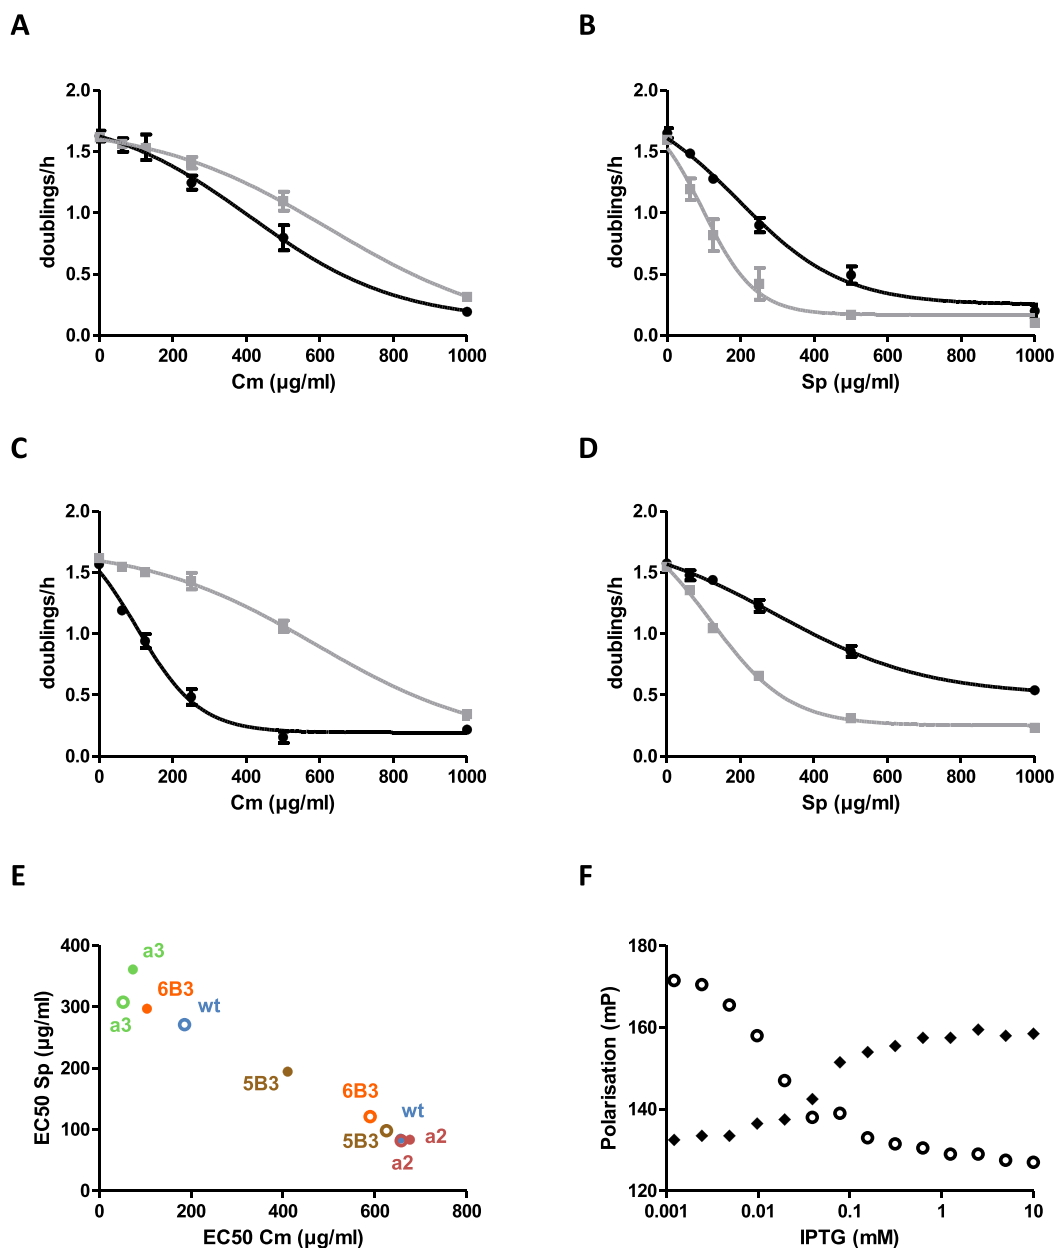 A
B
2.0
1.5
1.0
0.5
0.0
doublings/h
0 200 400 600 800 1000
Cm (µg/ml)
2.0
1.5
1.0
0.5
0.0
doublings/h
0 200 400 600 800 1000
Sp (µg/ml)
C
D
2.0
1.5
1.0
0.5
0.0
doublings/h
0 200 400 600 800 1000
Cm (µg/ml)
2.0
1.5
1.0
0.5
0.0
doublings/h
0 200 400 600 800 1000
Sp (µg/ml)
E
F
400
300
200
100
0
EC50 Sp (µg/ml)
a3
6B3
wt
a3
5B3
6B3
wt
5B3
a2
a2
0 200 400 600 800
EC50 Cm (µg/ml)
180
160
140
120
Polarisation (mP)
0.001 0.01 0.1 1 10
IPTG (mM)